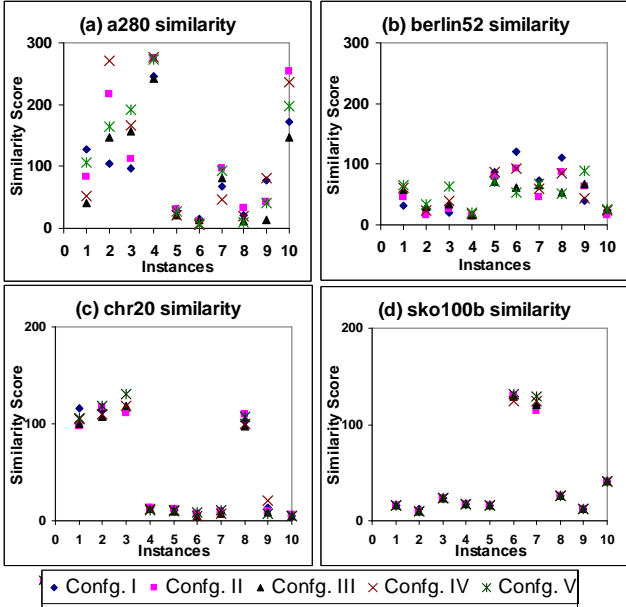 (a) a280 similarity
300
200
100
0
Similarity Score
0 1 2 3 4 5 6 7 8 9 10
Instances
(b) berlin52 similarity
300
200
100
0
Similarity Score
0 1 2 3 4 5 6 7 8 9 10
Instances
(c) chr20 similarity
200
100
0
Similarity Score
0 1 2 3 4 5 6 7 8 9 10
Instances
(d) sko100b similarity
200
100
0
Similarity Score
0 1 2 3 4 5 6 7 8 9 10
Instances
Confg. I Confg. II Confg. III Confg. IV Confg. V